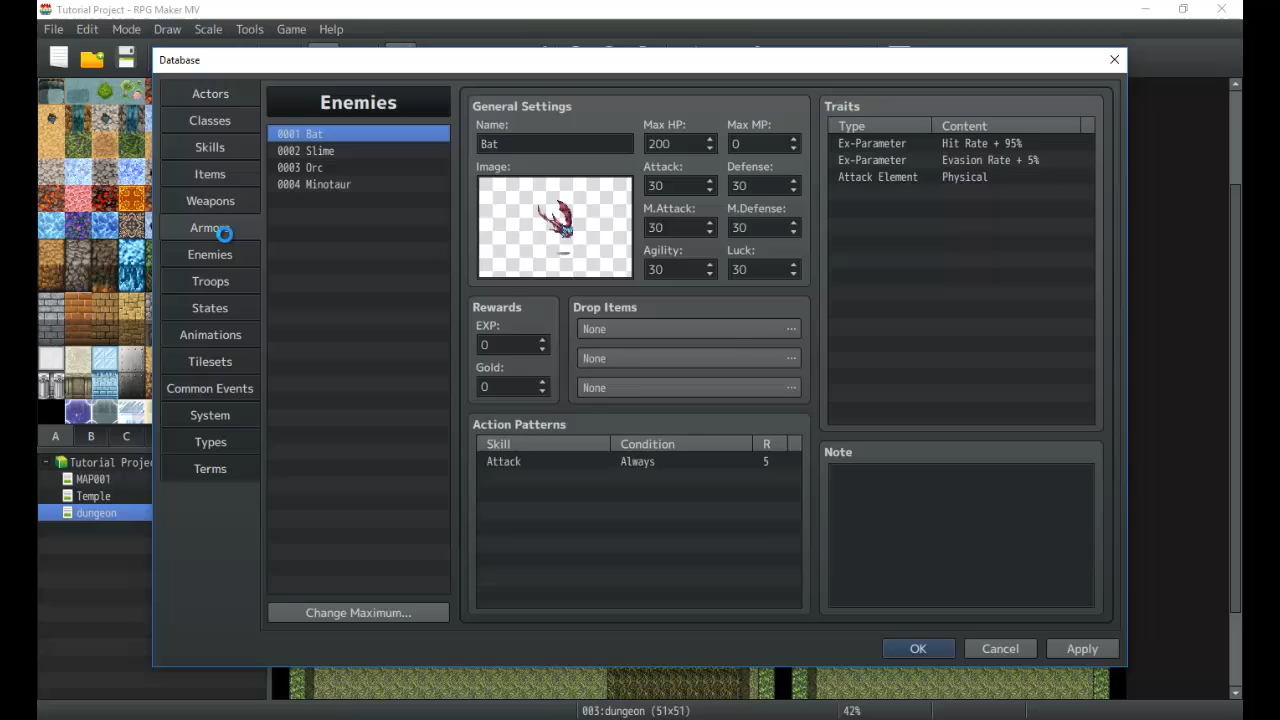 Tutorial Project - RPG Maker MV
File Edit Mode Draw Scale Tools Game Help
Database
Actors
Classes
Skills
Items
Weapons
Armors
Enemies
Troops
States
Animations
Tilesets
Common Events
System
Types
Terms
Enemies
0001 Bat
0002 Slime
0003 Orc
0004 Minotaur
Change Maximum...
General Settings
Name:
Bat
Image:
Max HP: Max MP:
200 0
Attack: Defense:
30 30
M.Attack: M.Defense:
30 30
Agility: Luck:
30 30
Rewards
EXP:
0
Gold:
0
Drop Items
None ...
None ...
None ...
Action Patterns
Skill Condition R
Attack Always 5
Traits
Type Content
Ex-Parameter Hit Rate + 95%
Ex-Parameter Evasion Rate + 5%
Attack Element Physical
Note
OK Cancel Apply
A B C
- Tutorial Projec
MAP001
Temple
dungeon
003:dungeon (51x51) 42%